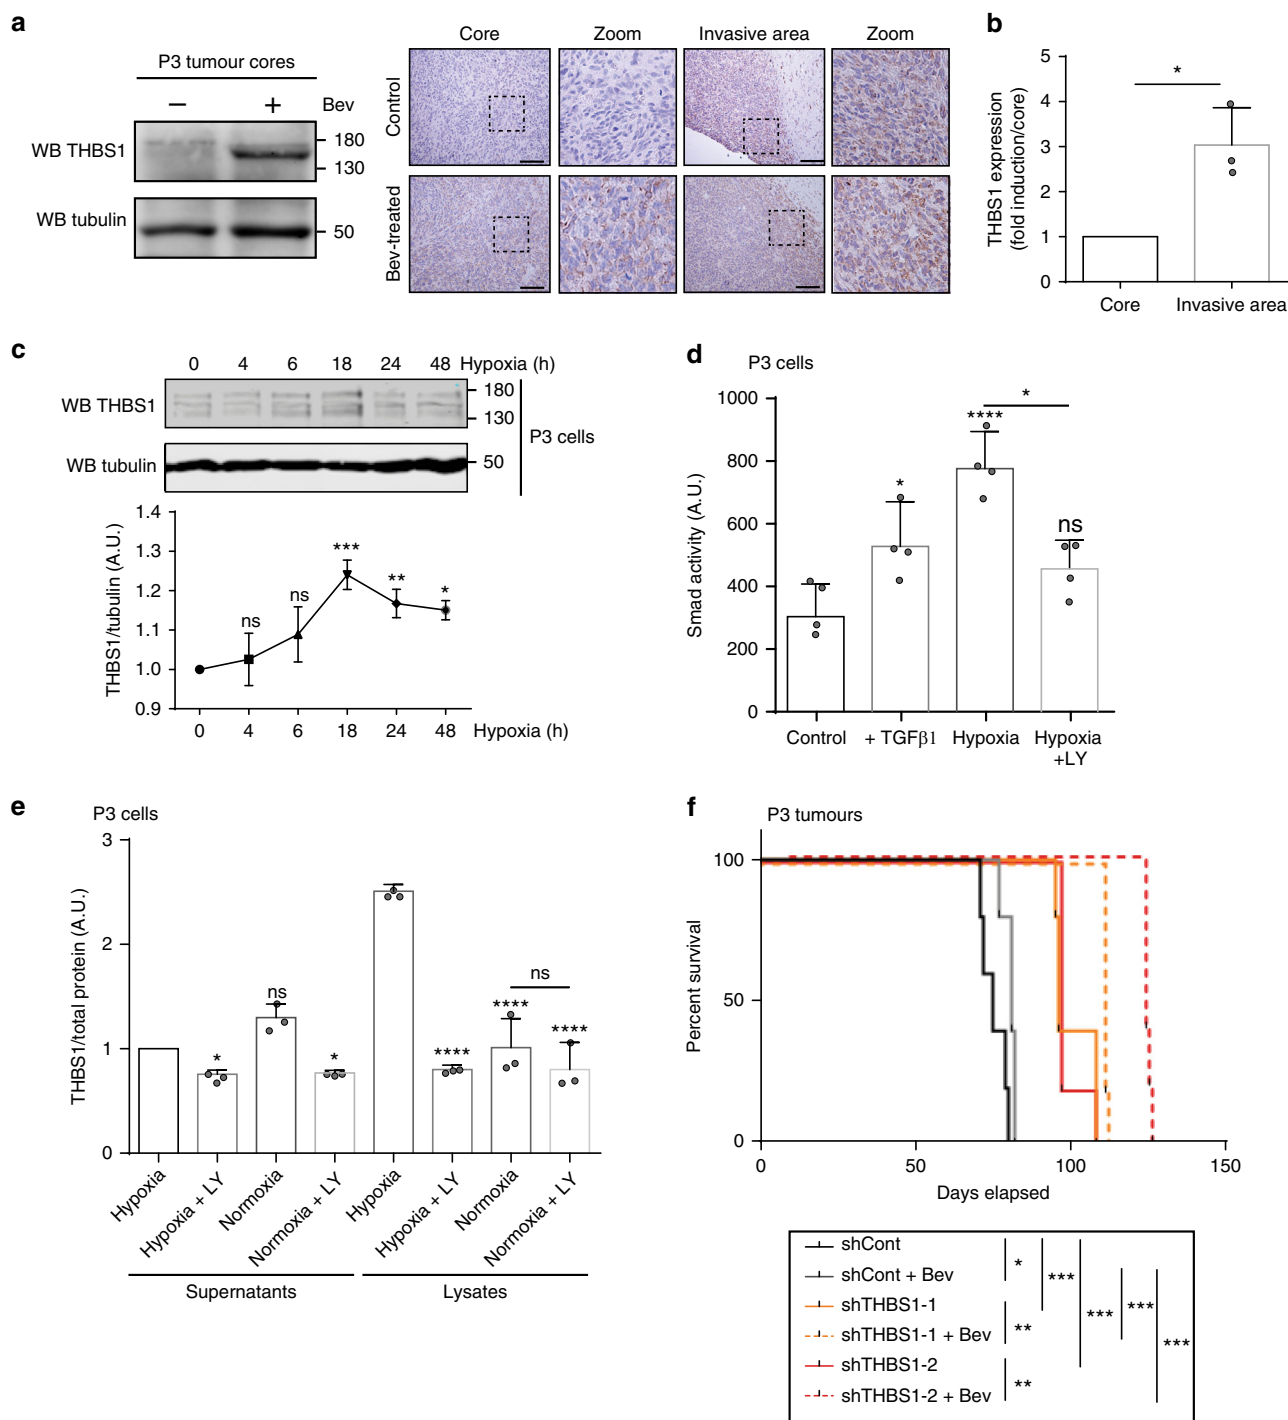 a
P3 tumour cores
− + Bev
WB THBS1
180
130
WB tubulin
50
Core Zoom Invasive area Zoom
Control
Bev-treated
b
THBS1 expression
(fold induction/core)
5
4
3
2
1
0
*
Core Invasive area
c
0 4 6 18 24 48 Hypoxia (h)
WB THBS1
180
130
P3 cells
WB tubulin
50
THBS1/tubulin (A.U.)
1.4
1.3
1.2
1.1
1.0
0.9
ns ns *** ** *
0 4 6 18 24 48 Hypoxia (h)
d
P3 cells
Smad activity (A.U.)
1000
800
600
400
200
0
* **** * ns
Control + TGFβ1 Hypoxia Hypoxia
+LY
e
P3 cells
THBS1/total protein (A.U.)
3
2
1
0
* ns * **** **** ns ****
Hypoxia
Hypoxia + LY
Normoxia
Normoxia + LY
Hypoxia
Hypoxia + LY
Normoxia
Normoxia + LY
Supernatants Lysates
f
P3 tumours
Percent survival
100
50
0
0 50 100 150
Days elapsed
shCont
shCont + Bev
shTHBS1-1
shTHBS1-1 + Bev
shTHBS1-2
shTHBS1-2 + Bev
*
**
**
***
***
***
***